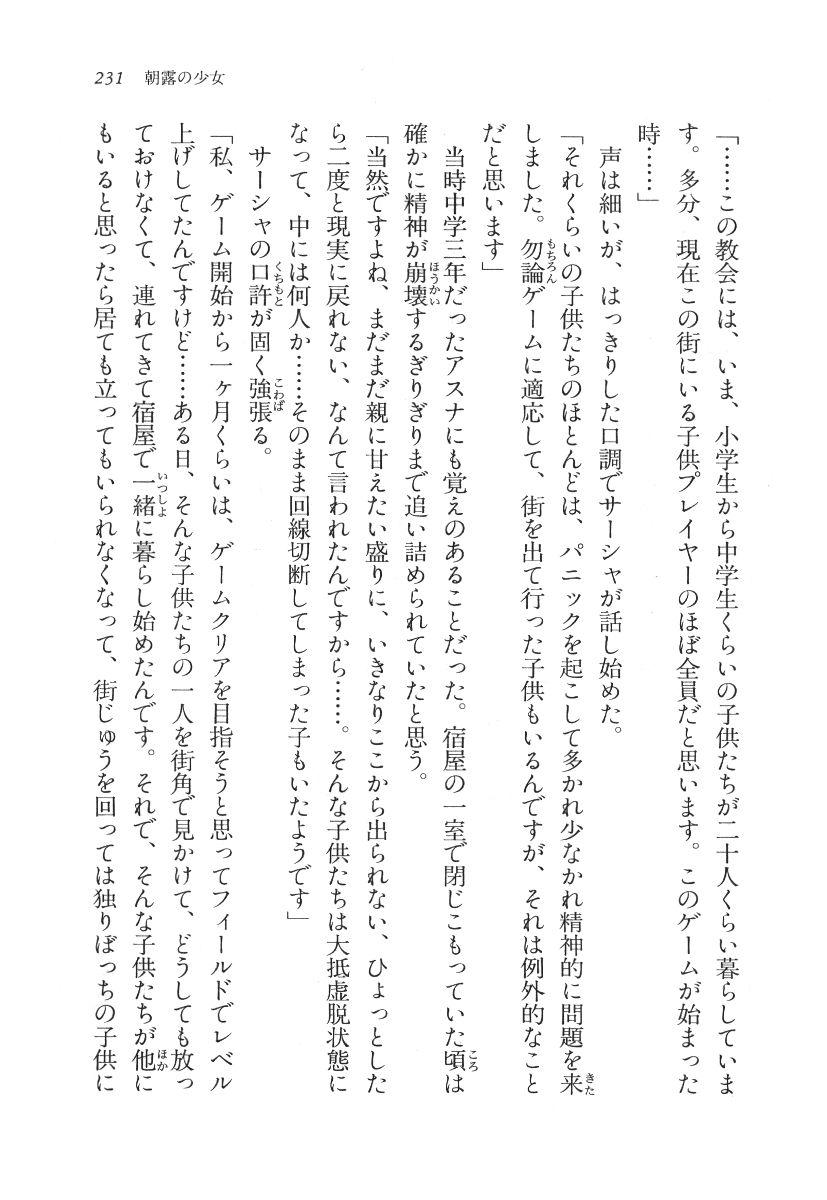 231 朝露の少女
「……この教会には、いま、小学生から中学生くらいの子供たちが二十人くらい暮らしていま
す。多分、現在この街にいる子供プレイヤーのほぼ全員だと思います。このゲームが始まった
時……」
声は細いが、はっきりした口調でサーシャが話し始めた。
「それくらいの子供たちのほとんどは、パニックを起こして多かれ少なかれ精神的に問題を来
しました。勿論ゲームに適応して、街を出て行った子供もいるんですが、それは例外的なこと
だと思います」
当時中学三年だったアスナにも覚えのあることだった。宿屋の一室で閉じこもっていた頃は
確かに精神が崩壊するぎりぎりまで追い詰められていたと思う。
「当然ですよね、まだまだ親に甘えたい盛りに、いきなりここから出られない、ひょっとした
ら二度と現実に戻れない、なんて言われたんですから……。そんな子供たちは大抵虚脱状態に
なって、中には何人か……そのまま回線切断してしまった子もいたようです」
サーシャの口許が固く強張る。
「私、ゲーム開始から一ヶ月くらいは、ゲームクリアを目指そうと思ってフィールドでレベル
上げしてたんですけど……ある日、そんな子供たちの一人を街角で見かけて、どうしても放っ
ておけなくて、連れてきて宿屋で一緒に暮らし始めたんです。それで、そんな子供たちが他に
もいると思ったら居ても立ってもいられなくなって、街じゅうを回っては独りぼっちの子供に